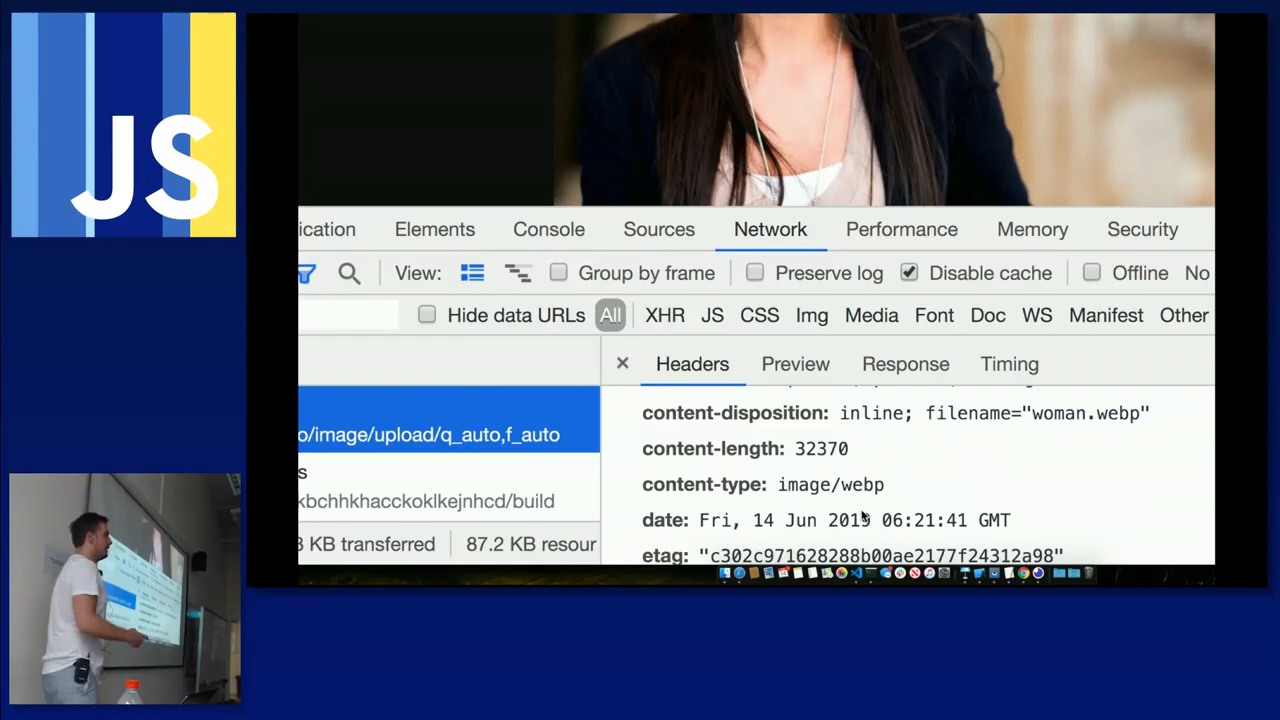 JS
ication Elements Console Sources Network Performance Memory Security
View: Group by frame Preserve log Disable cache Offline No
Hide data URLs All XHR JS CSS Img Media Font Doc WS Manifest Other
Headers Preview Response Timing
content-disposition: inline; filename="woman.webp"
o/image/upload/q_auto,f_auto
content-length: 32370
s
content-type: image/webp
kbchhkhacckoklkejnhcd/build
date: Fri, 14 Jun 2019 06:21:41 GMT
3 KB transferred 87.2 KB resour
etag: "c302c971628288b00ae2177f24312a98"